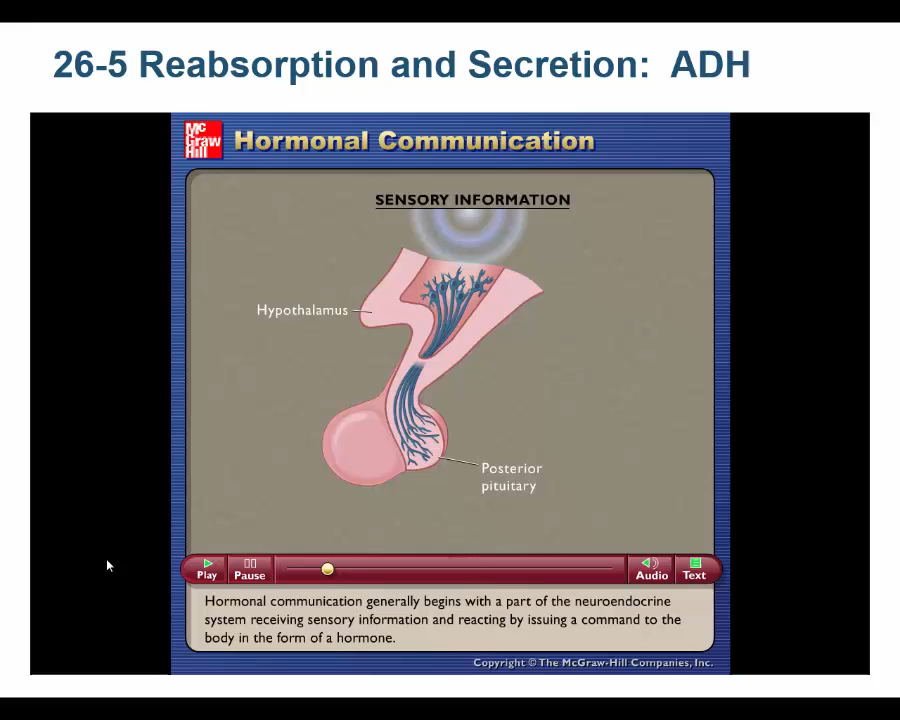 26-5 Reabsorption and Secretion: ADH
Mc
Graw
Hill
Hormonal Communication
SENSORY INFORMATION
Hypothalamus
Posterior
pituitary
Play
Pause
Audio
Text
Hormonal communication generally begins with a part of the neuroendocrine
system receiving sensory information and reacting by issuing a command to the
body in the form of a hormone.
Copyright © The McGraw-Hill Companies, Inc.